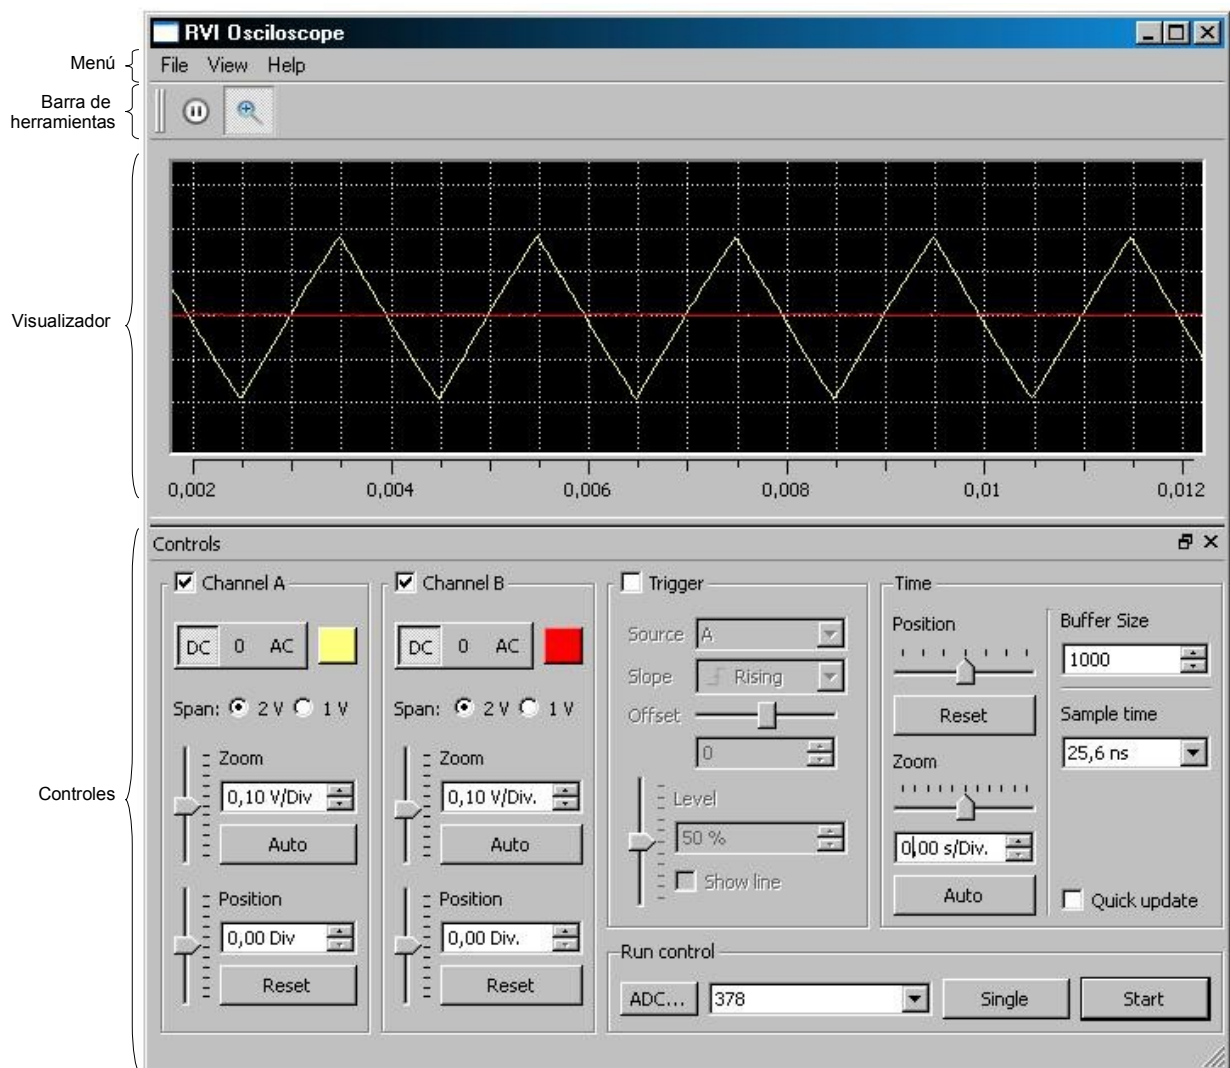 RVI Osciloscope
Menú
File View Help
Barra de
herramientas
Visualizador
0,002 0,004 0,006 0,008 0,01 0,012
Controles
Controls
Channel A
DC 0 AC
Span: 2 V 1 V
Zoom
0,10 V/Div
Auto
Position
0,00 Div
Reset
Channel B
DC 0 AC
Span: 2 V 1 V
Zoom
0,10 V/Div.
Auto
Position
0,00 Div.
Reset
Trigger
Source A
Slope Rising
Offset
0
Level
50 %
Show line
Time
Position
Reset
Zoom
0,00 s/Div.
Auto
Buffer Size
1000
Sample time
25,6 ns
Quick update
Run control
ADC... 378 Single Start